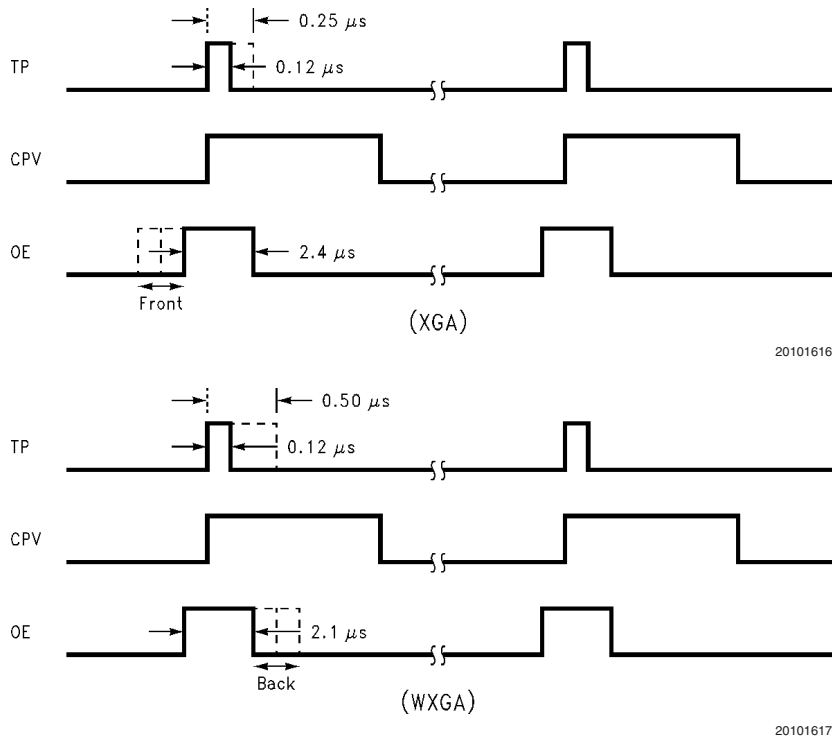 0.25 μs
TP
0.12 μs
CPV
OE
2.4 μs
Front
(XGA)
20101616
0.50 μs
TP
0.12 μs
CPV
OE
2.1 μs
Back
(WXGA)
20101617